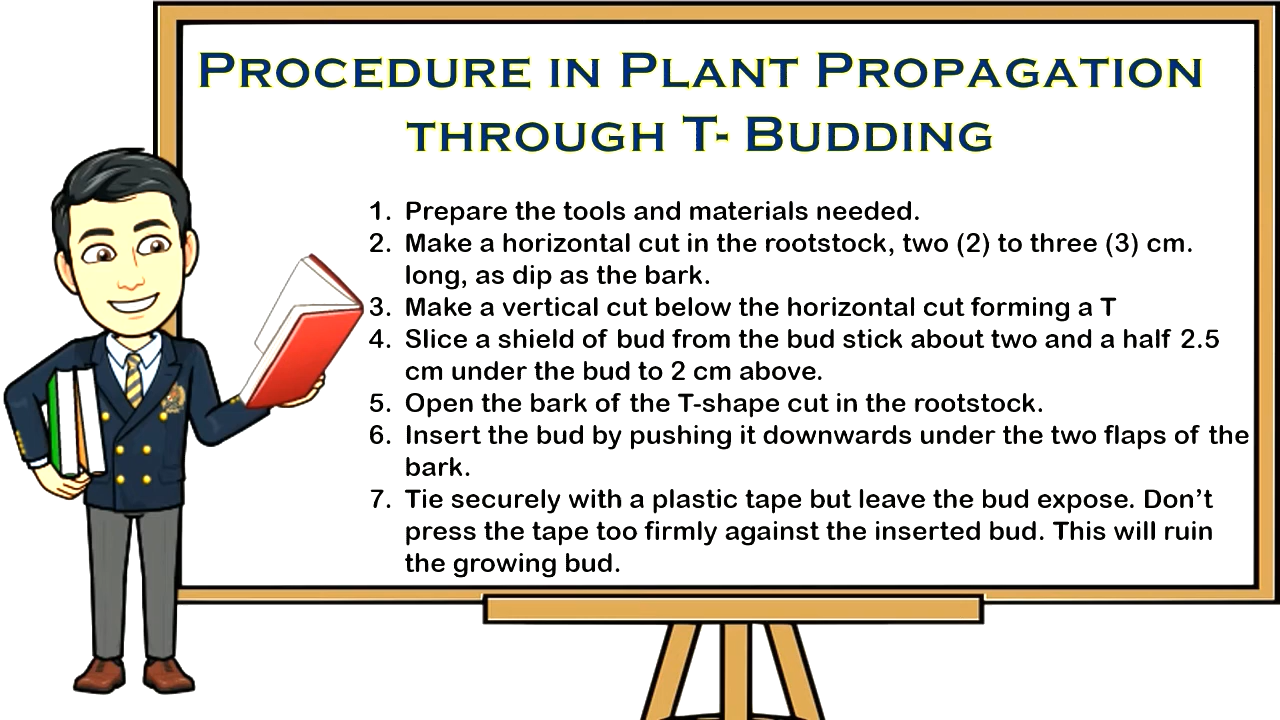 Procedure in Plant Propagation
through T- Budding
1. Prepare the tools and materials needed.
2. Make a horizontal cut in the rootstock, two (2) to three (3) cm.
long, as dip as the bark.
3. Make a vertical cut below the horizontal cut forming a T
4. Slice a shield of bud from the bud stick about two and a half 2.5
cm under the bud to 2 cm above.
5. Open the bark of the T-shape cut in the rootstock.
6. Insert the bud by pushing it downwards under the two flaps of the
bark.
7. Tie securely with a plastic tape but leave the bud expose. Don’t
press the tape too firmly against the inserted bud. This will ruin
the growing bud.